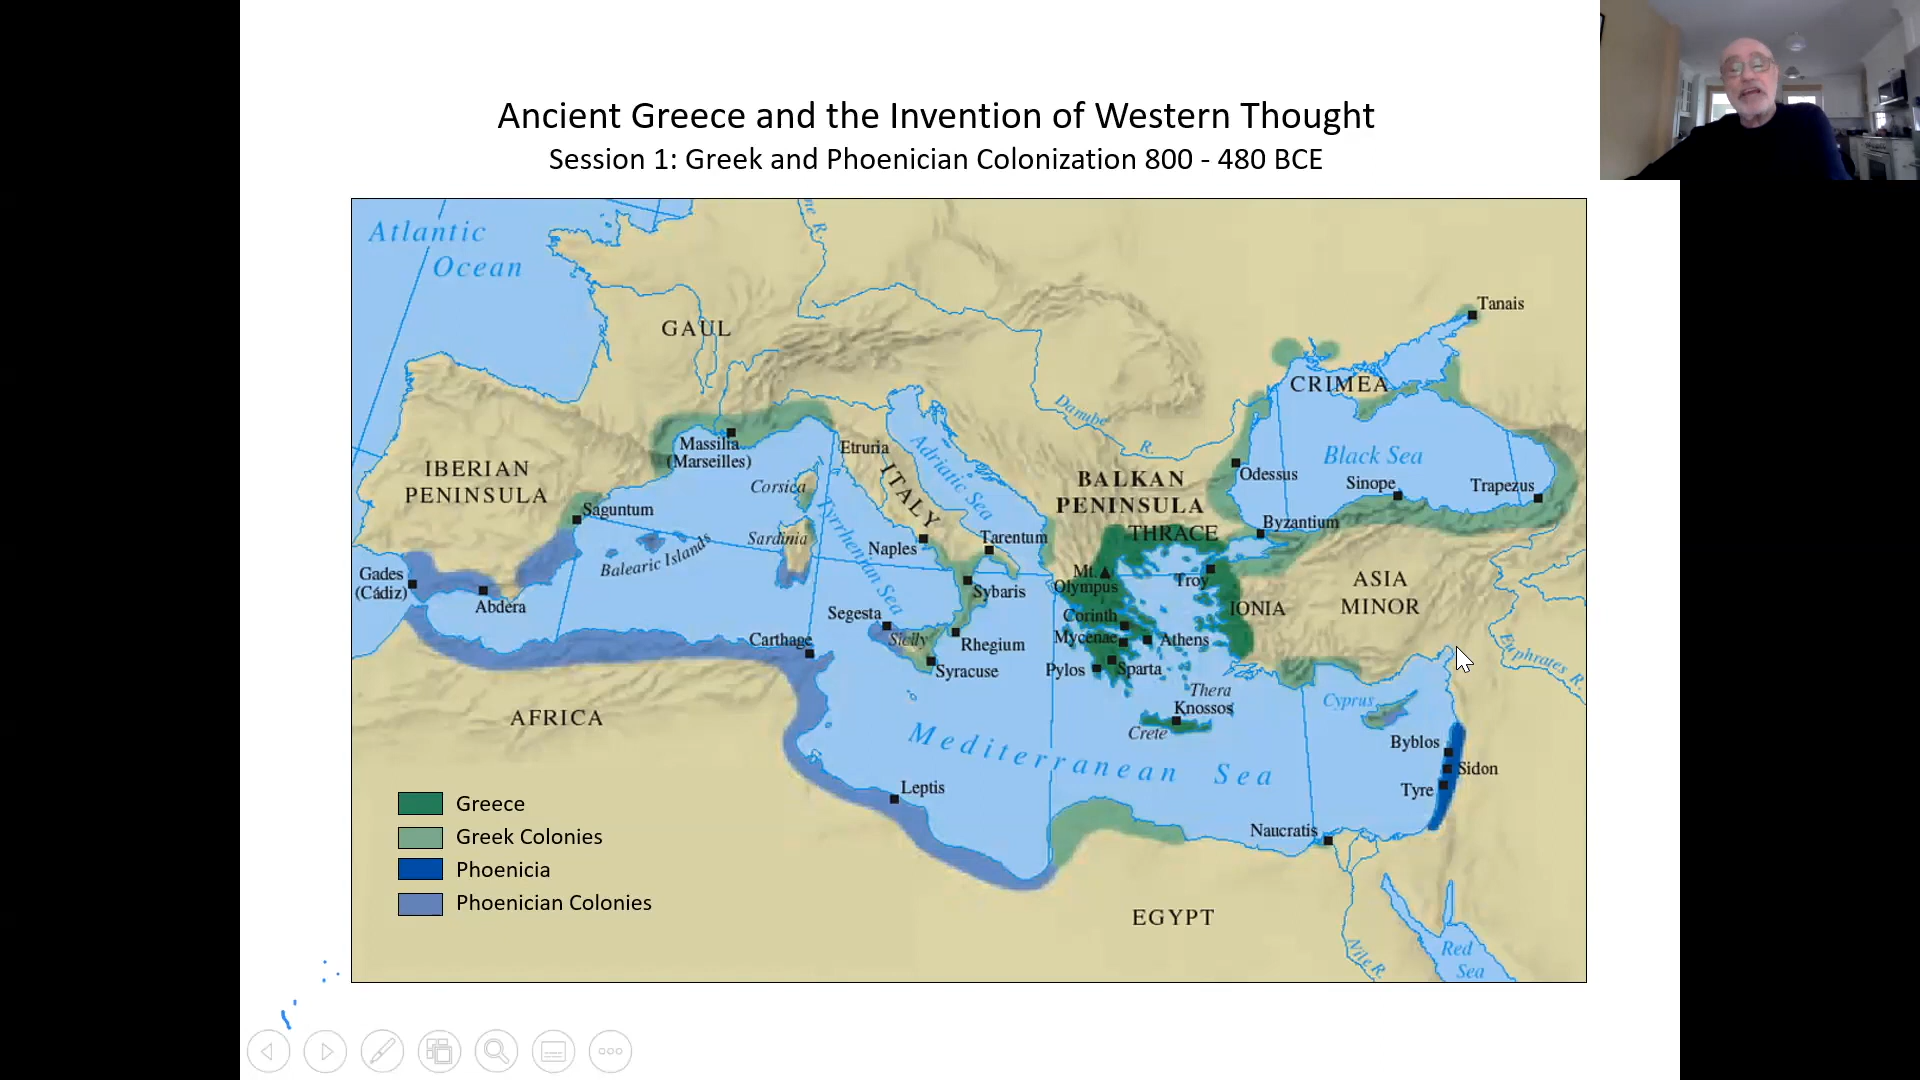 Ancient Greece and the Invention of Western Thought
Session 1: Greek and Phoenician Colonization 800 - 480 BCE
Atlantic
Ocean
ne R.
GAUL
Tanais
CRIMEA
Danube
R.
Massilia
(Marseilles)
Etruria
Adriatic Sea
ITALY
Black Sea
Odessus
Sinope
Trapezus
IBERIAN
PENINSULA
Corsica
BALKAN
PENINSULA
THRACE
Byzantium
Saguntum
Balearic Islands
Sardinia
Tyrrhenian Sea
Naples
Tarentum
Gades
(Cádiz)
Abdera
Mt.
Olympus
Troy
IONIA
ASIA
MINOR
Sybaris
Segesta
Sicily
Rhegium
Syracuse
Carthage
Corinth
Mycenae
Athens
Pylos
Sparta
Euphrates R.
Thera
Knossos
Crete
Cyprus
AFRICA
Mediterranean Sea
Byblos
Sidon
Tyre
Leptis
Naucratis
EGYPT
Nile R.
Red
Sea
Greece
Greek Colonies
Phoenicia
Phoenician Colonies